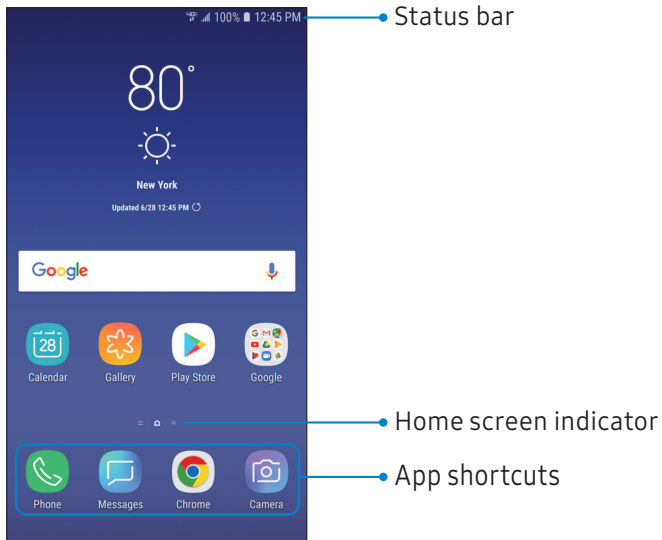 100% 12:45 PM
Status bar
80°
New York
Updated 6/28 12:45 PM
Google
28
Calendar Gallery Play Store Google
Home screen indicator
App shortcuts
Phone Messages Chrome Camera